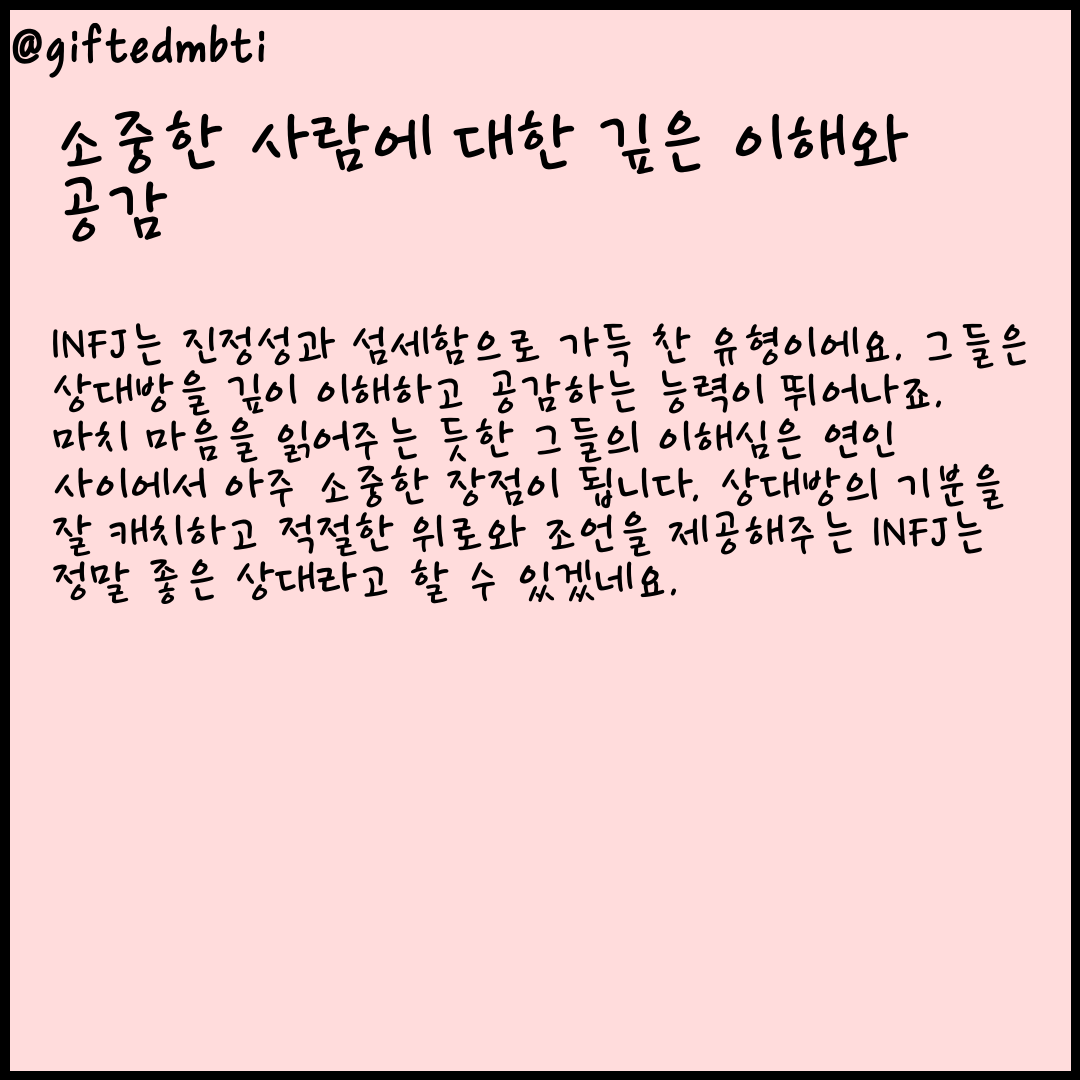 @giftedmbti
소중한 사람에 대한 깊은 이해와
공감
INFJ는 진정성과 섬세함으로 가득 찬 유형이에요. 그들은
상대방을 깊이 이해하고 공감하는 능력이 뛰어나죠.
마치 마음을 읽어주는 듯한 그들의 이해심은 연인
사이에서 아주 소중한 장점이 됩니다. 상대방의 기분을
잘 캐치하고 적절한 위로와 조언을 제공해주는 INFJ는
정말 좋은 상대라고 할 수 있겠네요.